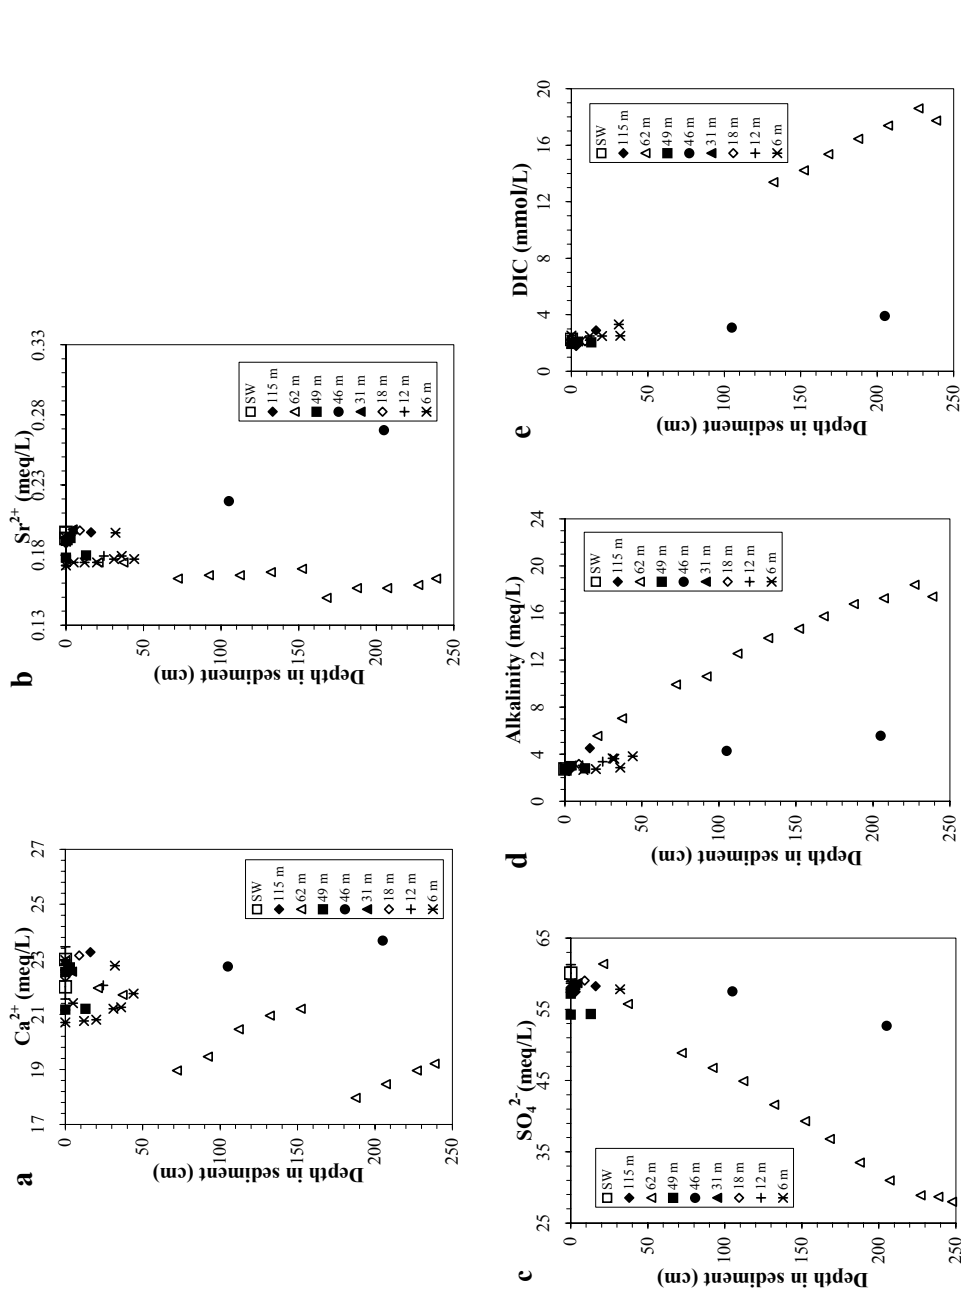 a
Ca2+ (meq/L)
17 19 21 23 25 27
0
50
100
150
200
250
Depth in sediment (cm)
SW
115 m
62 m
49 m
46 m
31 m
18 m
12 m
6 m
b
Sr2+ (meq/L)
0.13 0.18 0.23 0.28 0.33
0
50
100
150
200
250
Depth in sediment (cm)
SW
115 m
62 m
49 m
46 m
31 m
18 m
12 m
6 m
c
SO42-(meq/L)
25 35 45 55 65
0
50
100
150
200
250
Depth in sediment (cm)
SW
115 m
62 m
49 m
46 m
31 m
18 m
12 m
6 m
d
Alkalinity (meq/L)
0 4 8 12 16 20 24
0
50
100
150
200
250
Depth in sediment (cm)
SW
115 m
62 m
49 m
46 m
31 m
18 m
12 m
6 m
e
DIC (mmol/L)
0 4 8 12 16 20
0
50
100
150
200
250
Depth in sediment (cm)
SW
115 m
62 m
49 m
46 m
31 m
18 m
12 m
6 m